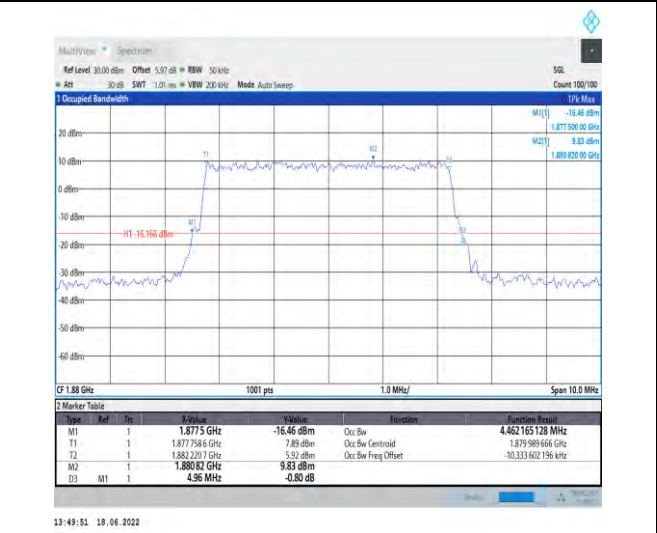 MultiView Spectrum
Ref Level 30.00 dBm Offset 5.97 dB RBW 50 kHz SGL
Att 30 dB SWT 1.01 ms VBW 200 kHz Mode Auto Sweep Count 100/100
1 Occupied Bandwidth 1Pk Max
M1[1] -16.46 dBm
1.877 500 00 GHz
M2[1] 9.83 dBm
1.880 820 00 GHz
20 dBm
T1 M2 T2
10 dBm
0 dBm
-10 dBm
M1
H1 -16.166 dBm
D3
-20 dBm
-30 dBm
-40 dBm
-50 dBm
-60 dBm
CF 1.88 GHz 1001 pts 1.0 MHz/ Span 10.0 MHz
2 Marker Table
Type Ref Trc X-Value Y-Value Function Function Result
M1 1 1.8775 GHz -16.46 dBm Occ Bw 4.462 165 128 MHz
T1 1 1.877 758 6 GHz 7.89 dBm Occ Bw Centroid 1.879 989 666 GHz
T2 1 1.882 220 7 GHz 5.92 dBm Occ Bw Freq Offset -10.333 602 196 kHz
M2 1 1.88082 GHz 9.83 dBm
D3 M1 1 4.96 MHz -0.80 dB
13:49:51 18.06.2022